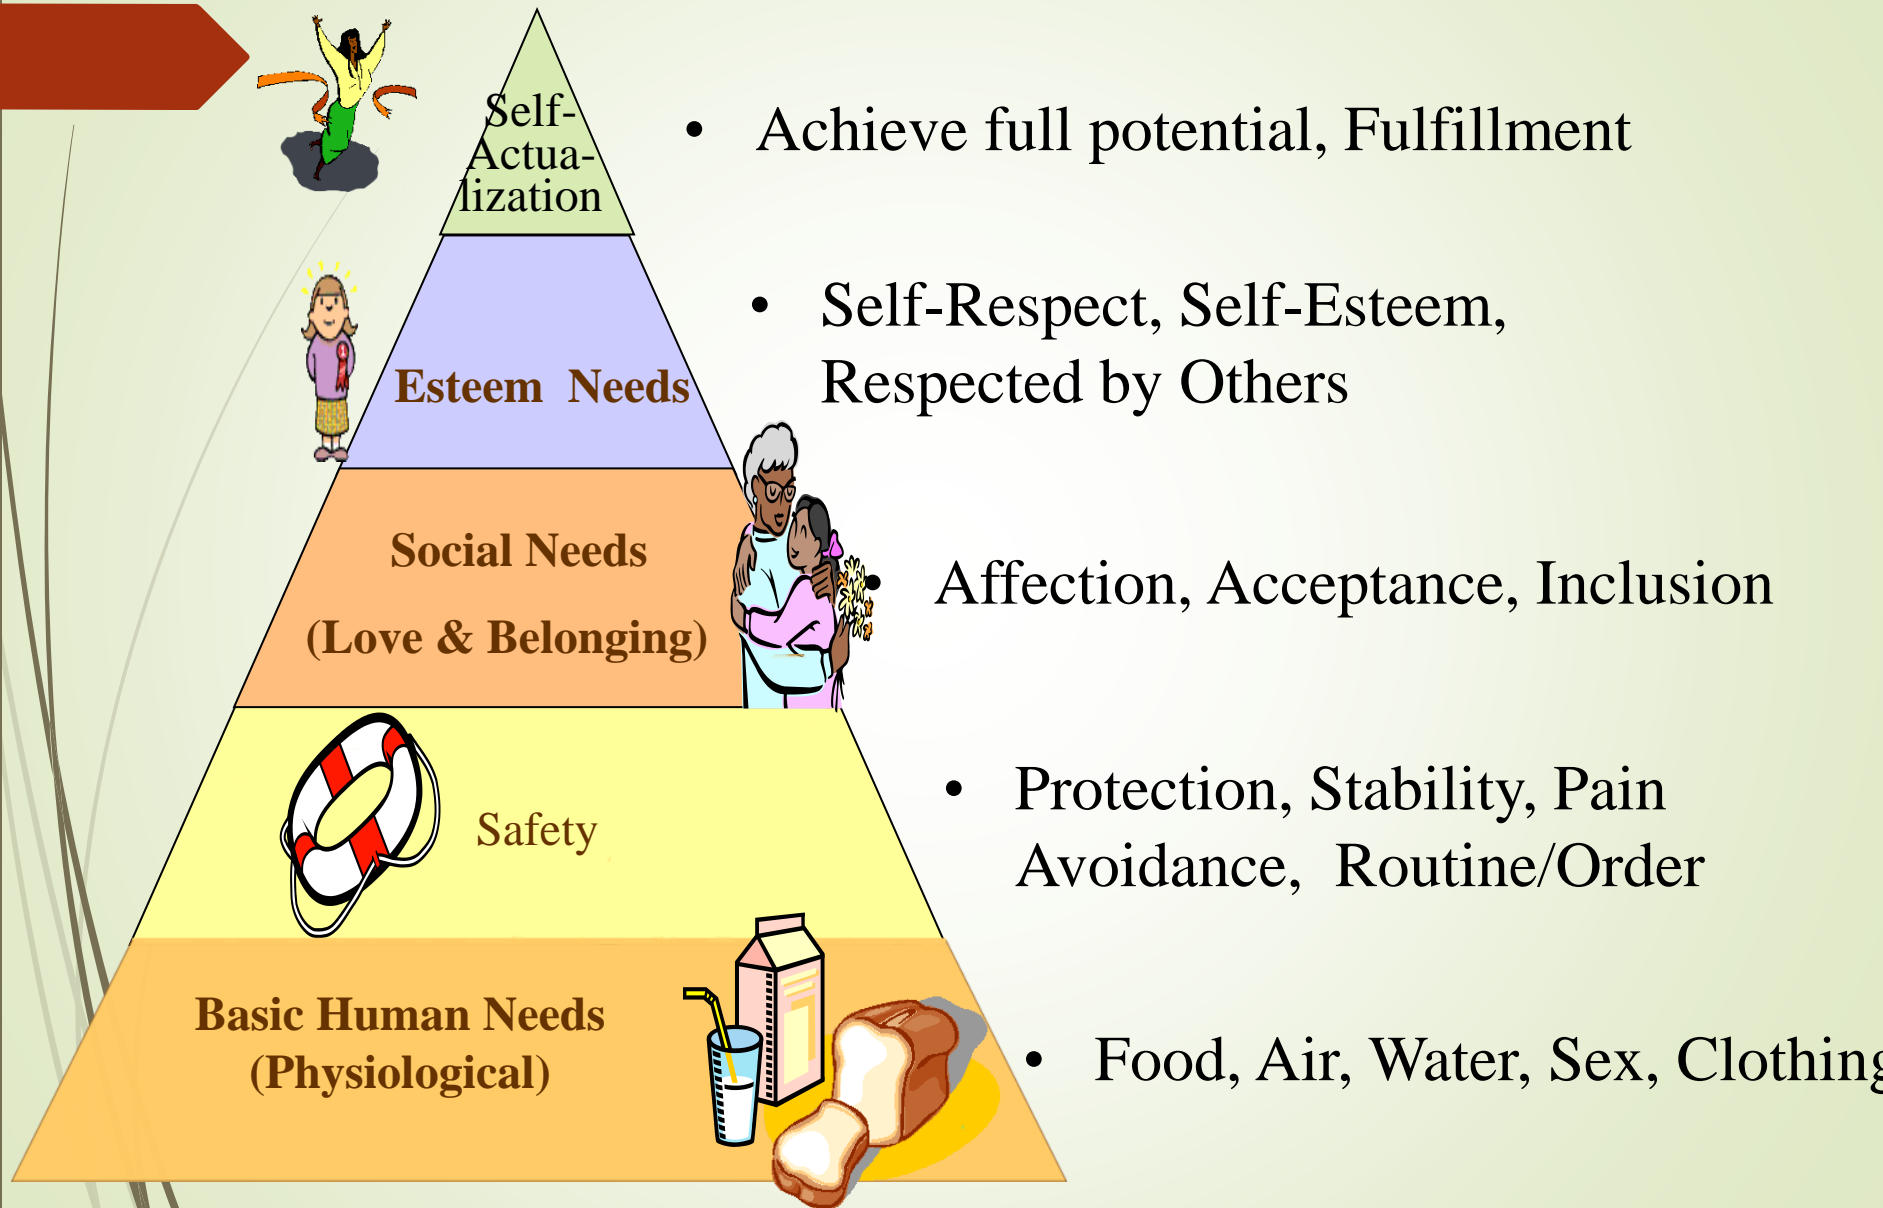 Self-
Actua-
lization
• Achieve full potential, Fulfillment
Esteem Needs
• Self-Respect, Self-Esteem,
Respected by Others
Social Needs
(Love & Belonging)
• Affection, Acceptance, Inclusion
Safety
• Protection, Stability, Pain
Avoidance, Routine/Order
Basic Human Needs
(Physiological)
• Food, Air, Water, Sex, Clothing